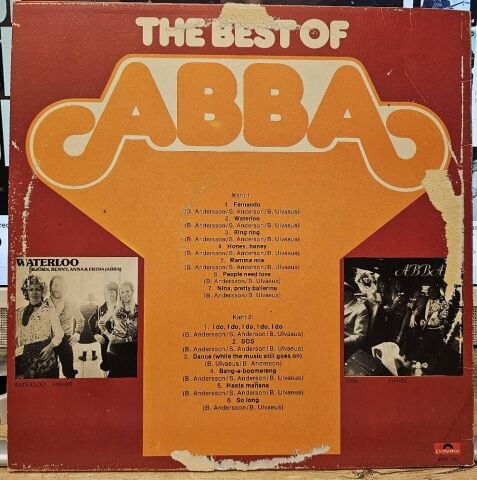 THE BEST OF
ABBA
Kant 1:
1. Fernando
(B. Andersson/S. Anderson/B. Ulvaeus)
2. Waterloo
(B. Andersson/S. Anderson/B. Ulvaeus)
3. Ring ring
(B. Andersson/S. Anderson/B. Ulvaeus)
4. Honey, honey
(B. Andersson/S. Anderson/B. Ulvaeus)
5. Mamma mia
(B. Andersson/S. Anderson/B. Ulvaeus)
6. People need love
(B. Andersson/B. Ulvaeus)
7. Nina, pretty ballerina
(B. Andersson/B. Ulvaeus)
Kant 2:
1. I do, I do, I do, I do, I do
(B. Andersson/S. Anderson/B. Ulvaeus)
2. SOS
(B. Andersson/S. Anderson/B. Ulvaeus)
3. Dance (while the music still goes on)
(B. Ulvaeus/B. Andersson)
4. Bang-a-boomerang
(B. Andersson/S. Anderson/B. Ulvaeus)
5. Hasta mañana
(B. Andersson/S. Anderson/B. Ulvaeus)
6. So long
(B. Andersson/B. Ulvaeus)
WATERLOO
BJÖRN, BENNY, ANNA & FRIDA (ABBA)
WATERLOO
ABBA
ABBA
polydor